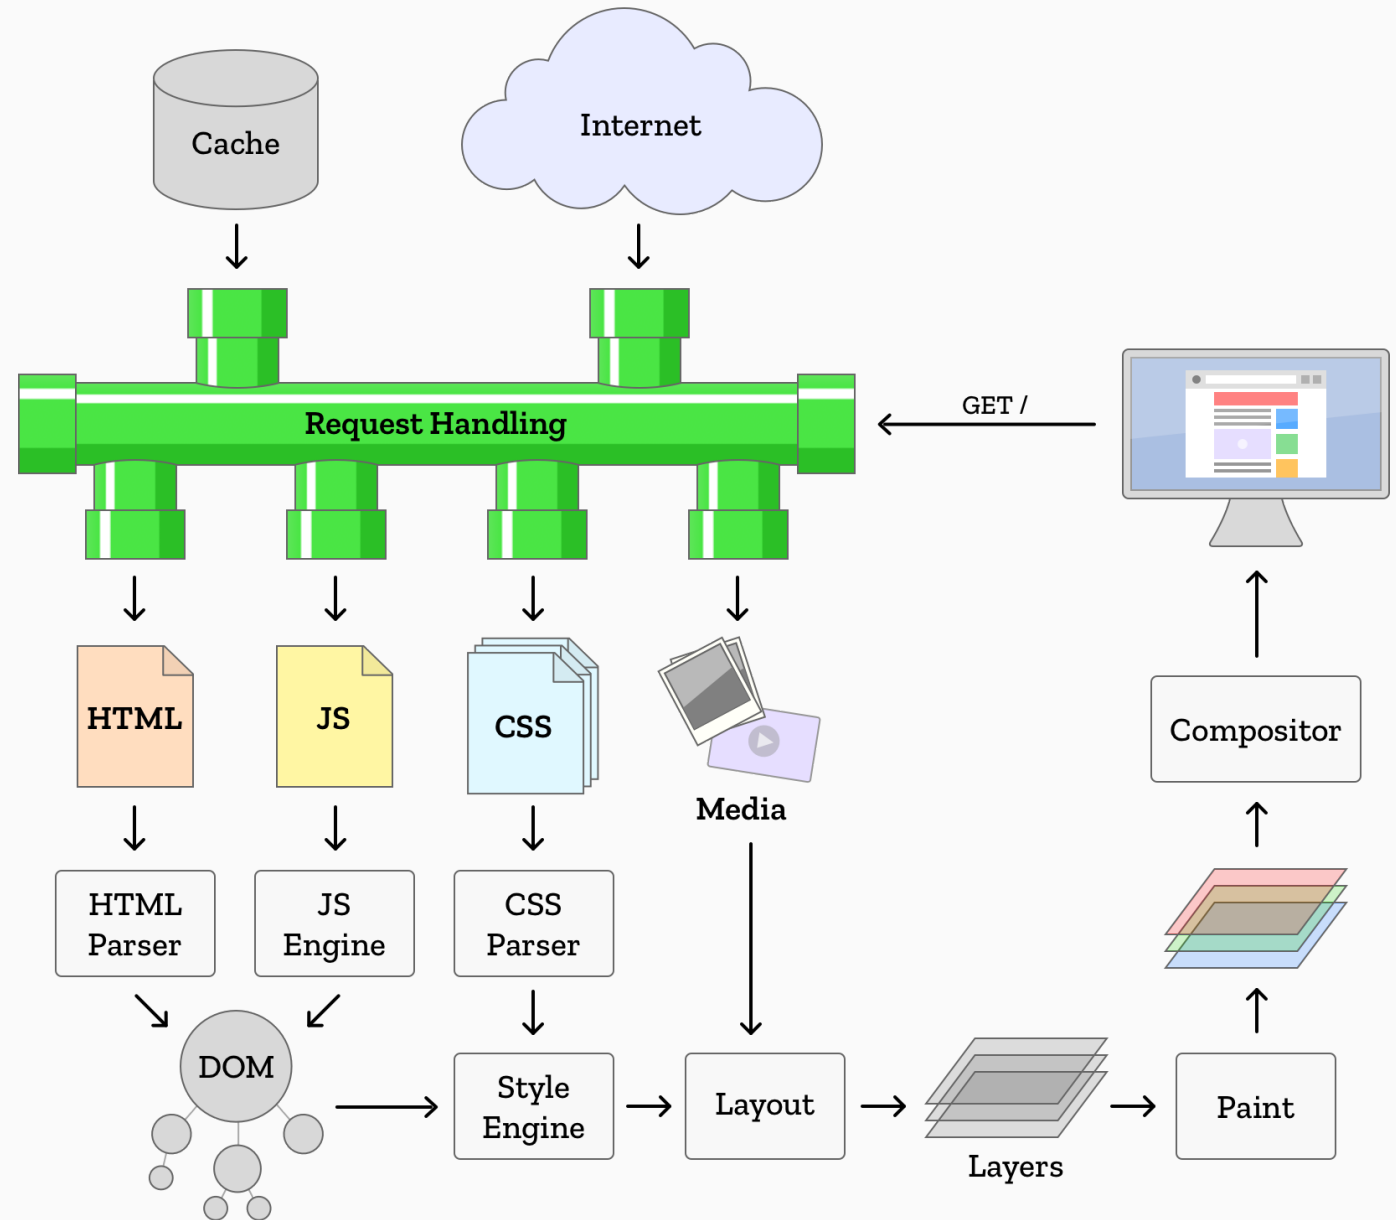 Cache
Internet
Request Handling
GET /
HTML
JS
CSS
Media
Compositor
HTML
Parser
JS
Engine
CSS
Parser
DOM
Style
Engine
Layout
Layers
Paint